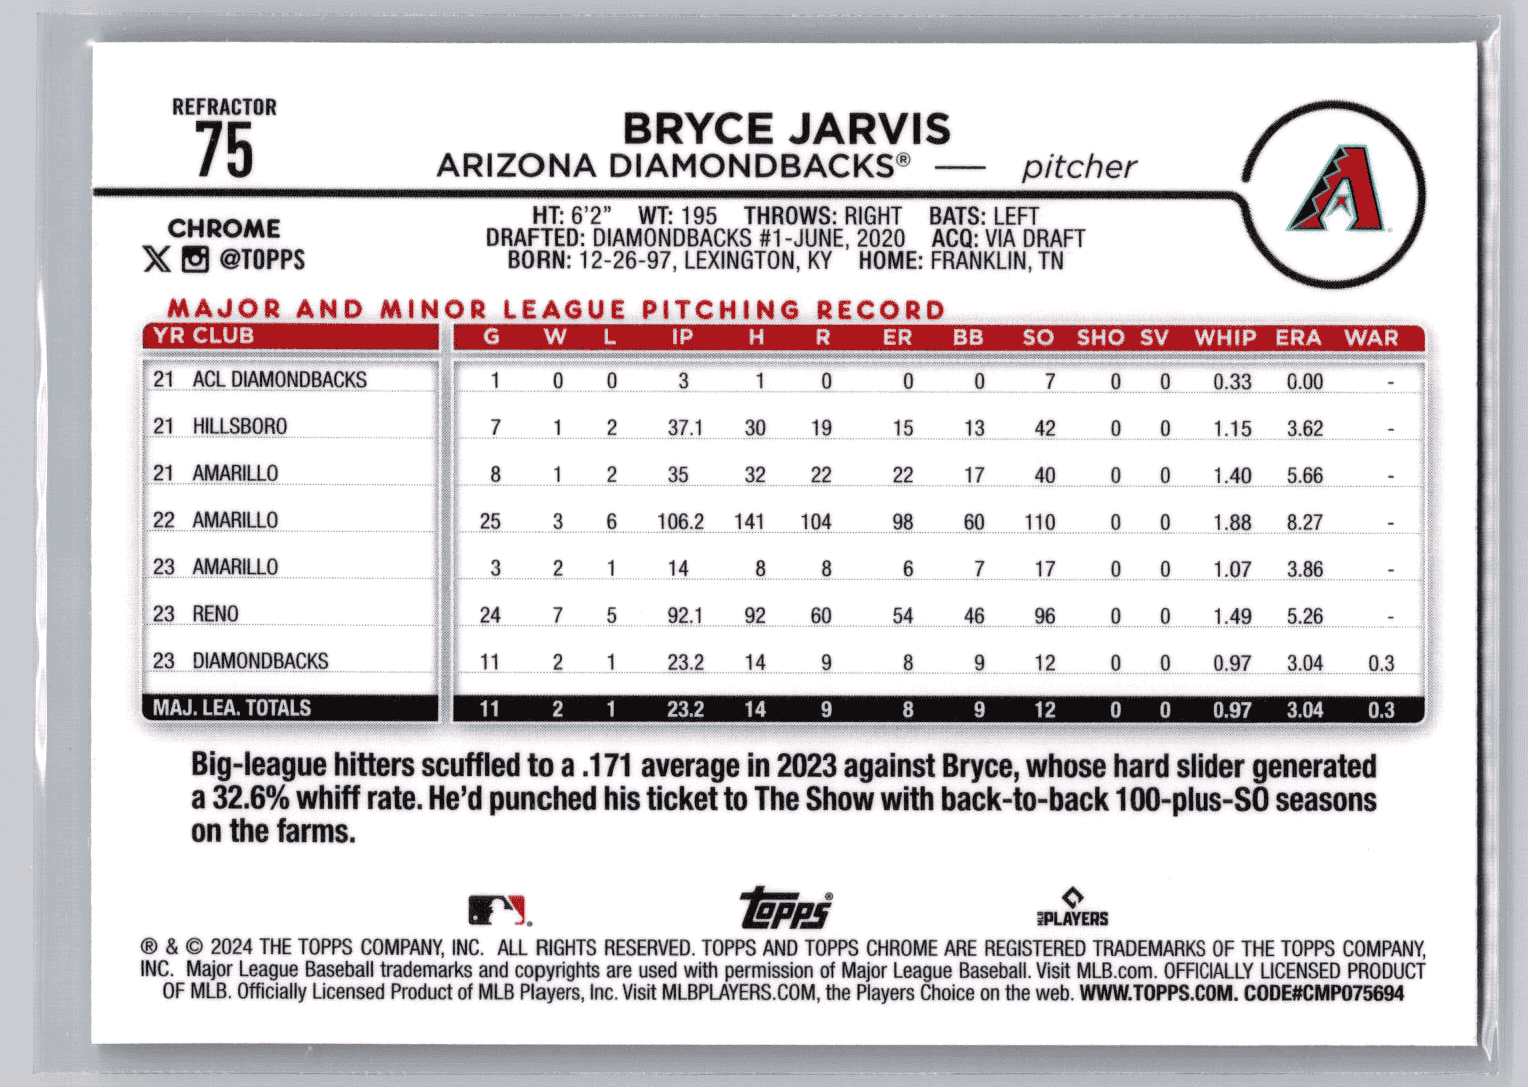 REFRACTOR
75
BRYCE JARVIS
ARIZONA DIAMONDBACKS® — pitcher
CHROME
@TOPPS
HT: 6'2" WT: 195 THROWS: RIGHT BATS: LEFT
DRAFTED: DIAMONDBACKS #1-JUNE, 2020 ACQ: VIA DRAFT
BORN: 12-26-97, LEXINGTON, KY HOME: FRANKLIN, TN
MAJOR AND MINOR LEAGUE PITCHING RECORD
YR CLUB G W L IP H R ER BB SO SHO SV WHIP ERA WAR
21 ACL DIAMONDBACKS 1 0 0 3 1 0 0 0 7 0 0 0.33 0.00 -
21 HILLSBORO 7 1 2 37.1 30 19 15 13 42 0 0 1.15 3.62 -
21 AMARILLO 8 1 2 35 32 22 22 17 40 0 0 1.40 5.66 -
22 AMARILLO 25 3 6 106.2 141 104 98 60 110 0 0 1.88 8.27 -
23 AMARILLO 3 2 1 14 8 8 6 7 17 0 0 1.07 3.86 -
23 RENO 24 7 5 92.1 92 60 54 46 96 0 0 1.49 5.26 -
23 DIAMONDBACKS 11 2 1 23.2 14 9 8 9 12 0 0 0.97 3.04 0.3
MAJ. LEA. TOTALS 11 2 1 23.2 14 9 8 9 12 0 0 0.97 3.04 0.3
Big-league hitters scuffled to a .171 average in 2023 against Bryce, whose hard slider generated
a 32.6% whiff rate. He'd punched his ticket to The Show with back-to-back 100-plus-SO seasons
on the farms.
Topps®
MLB PLAYERS
® & © 2024 THE TOPPS COMPANY, INC. ALL RIGHTS RESERVED. TOPPS AND TOPPS CHROME ARE REGISTERED TRADEMARKS OF THE TOPPS COMPANY,
INC. Major League Baseball trademarks and copyrights are used with permission of Major League Baseball. Visit MLB.com. OFFICIALLY LICENSED PRODUCT
OF MLB. Officially Licensed Product of MLB Players, Inc. Visit MLBPLAYERS.COM, the Players Choice on the web. WWW.TOPPS.COM. CODE#CMP075694